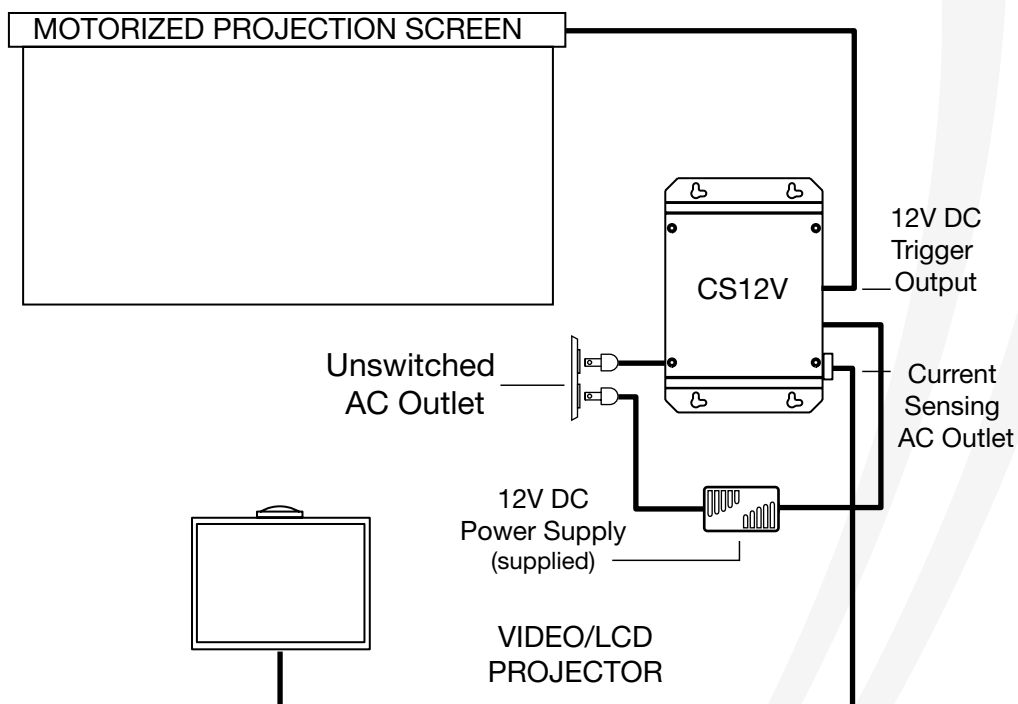 MOTORIZED PROJECTION SCREEN
12V DC
Trigger
Output
CS12V
Unswitched
AC Outlet
Current
Sensing
AC Outlet
12V DC
Power Supply
(supplied)
VIDEO/LCD
PROJECTOR